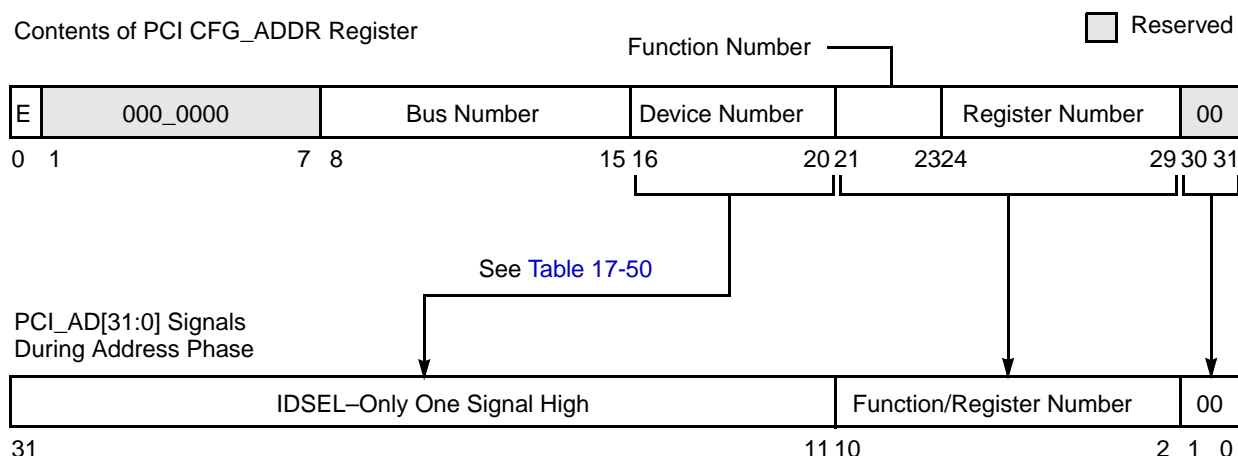 Contents of PCI CFG_ADDR Register
Reserved
Function Number
E 000_0000 Bus Number Device Number Register Number 00
0 1 7 8 15 16 20 21 23 24 29 30 31
See Table 17-50
PCI_AD[31:0] Signals
During Address Phase
IDSEL–Only One Signal High Function/Register Number 00
31 11 10 2 1 0